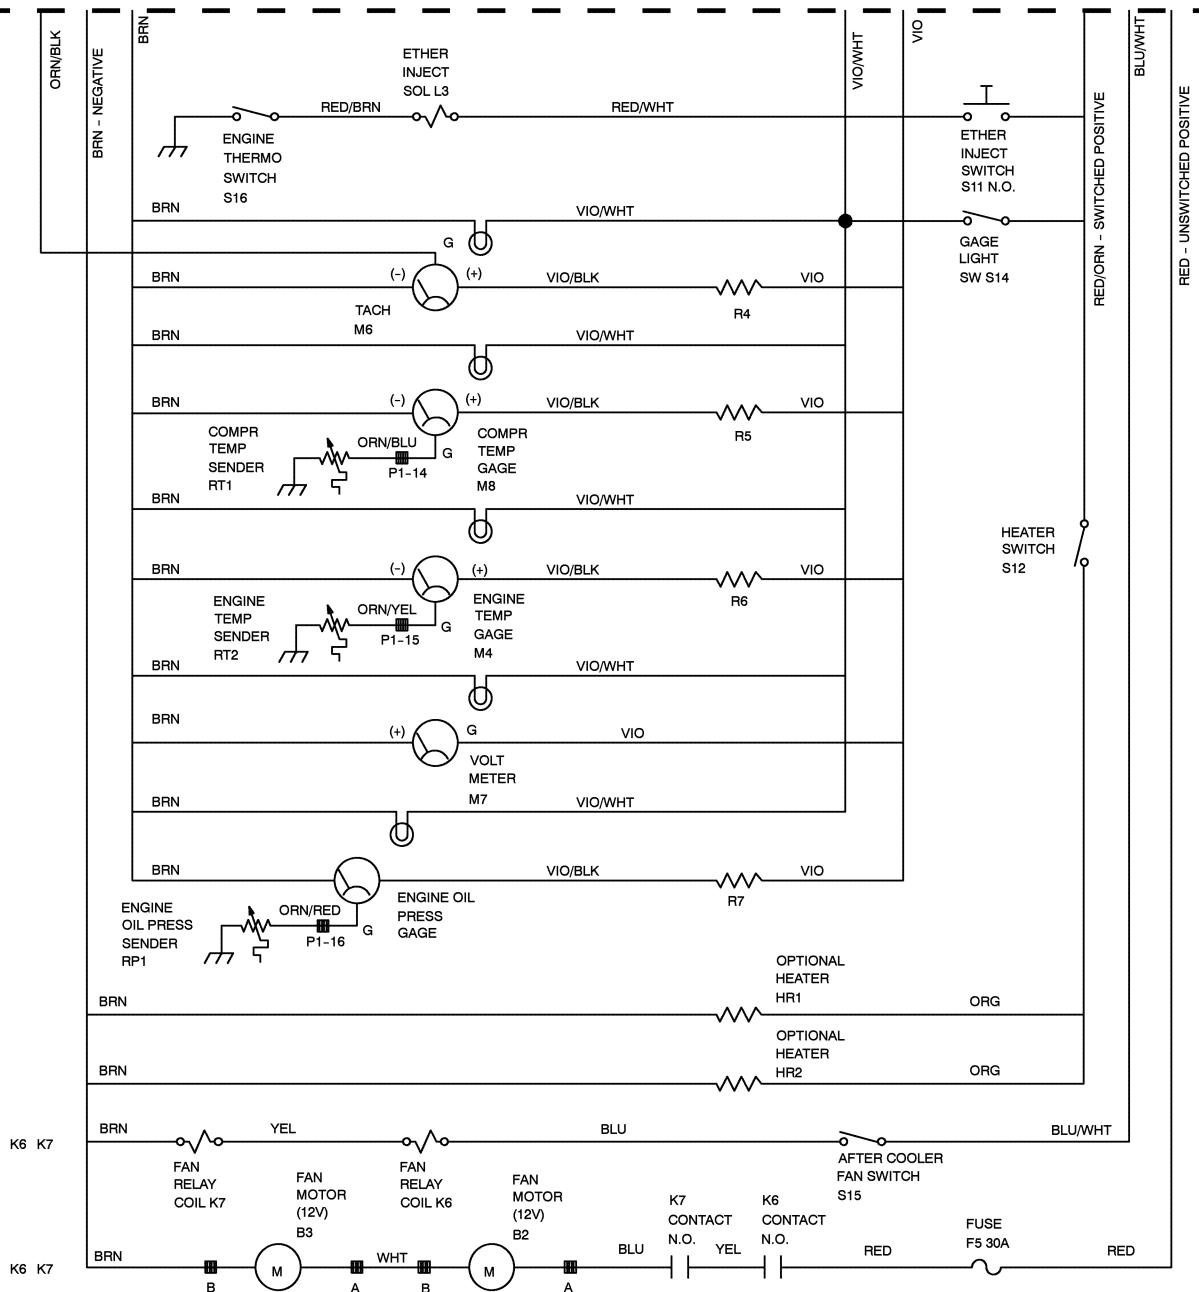 ORN/BLK
BRN – NEGATIVE
BRN
VIO/WHT
VIO
RED/ORN – SWITCHED POSITIVE
BLU/WHT
RED – UNSWITCHED POSITIVE
ETHER
INJECT
SOL L3
RED/BRN
RED/WHT
ENGINE
THERMO
SWITCH
S16
ETHER
INJECT
SWITCH
S11 N.O.
BRN
VIO/WHT
G
GAGE
LIGHT
SW S14
BRN
(–)
(+)
VIO/BLK
VIO
TACH
M6
R4
BRN
VIO/WHT
BRN
(–)
(+)
VIO/BLK
VIO
R5
COMPR
TEMP
SENDER
RT1
ORN/BLU
P1–14
G
COMPR
TEMP
GAGE
M8
BRN
VIO/WHT
HEATER
SWITCH
S12
BRN
(–)
(+)
VIO/BLK
VIO
R6
ENGINE
TEMP
SENDER
RT2
ORN/YEL
P1–15
G
ENGINE
TEMP
GAGE
M4
BRN
VIO/WHT
BRN
(+)
G
VIO
VOLT
METER
M7
BRN
VIO/WHT
BRN
VIO/BLK
VIO
R7
ENGINE
OIL PRESS
SENDER
RP1
ORN/RED
P1–16
G
ENGINE OIL
PRESS
GAGE
BRN
OPTIONAL
HEATER
HR1
ORG
BRN
OPTIONAL
HEATER
HR2
ORG
K6 K7
BRN
YEL
BLU
BLU/WHT
FAN
RELAY
COIL K7
FAN
RELAY
COIL K6
AFTER COOLER
FAN SWITCH
S15
FAN
MOTOR
(12V)
B3
FAN
MOTOR
(12V)
B2
K7
CONTACT
N.O.
K6
CONTACT
N.O.
FUSE
F5 30A
K6 K7
BRN
B
M
A
WHT
B
M
A
BLU
YEL
RED
RED